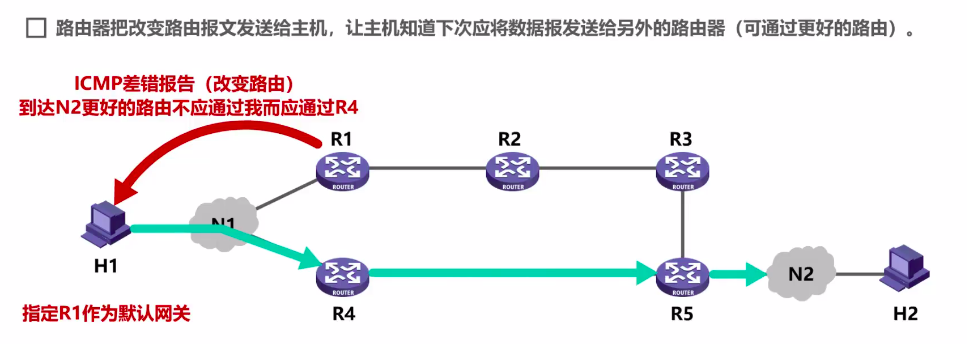 路由器把改变路由报文发送给主机，让主机知道下次应将数据报发送给另外的路由器（可通过更好的路由）。
ICMP差错报告（改变路由）
到达N2更好的路由不应通过我而应通过R4
R1
R2
R3
ROUTER
ROUTER
ROUTER
N1
H1
N2
ROUTER
ROUTER
指定R1作为默认网关
R4
R5
H2